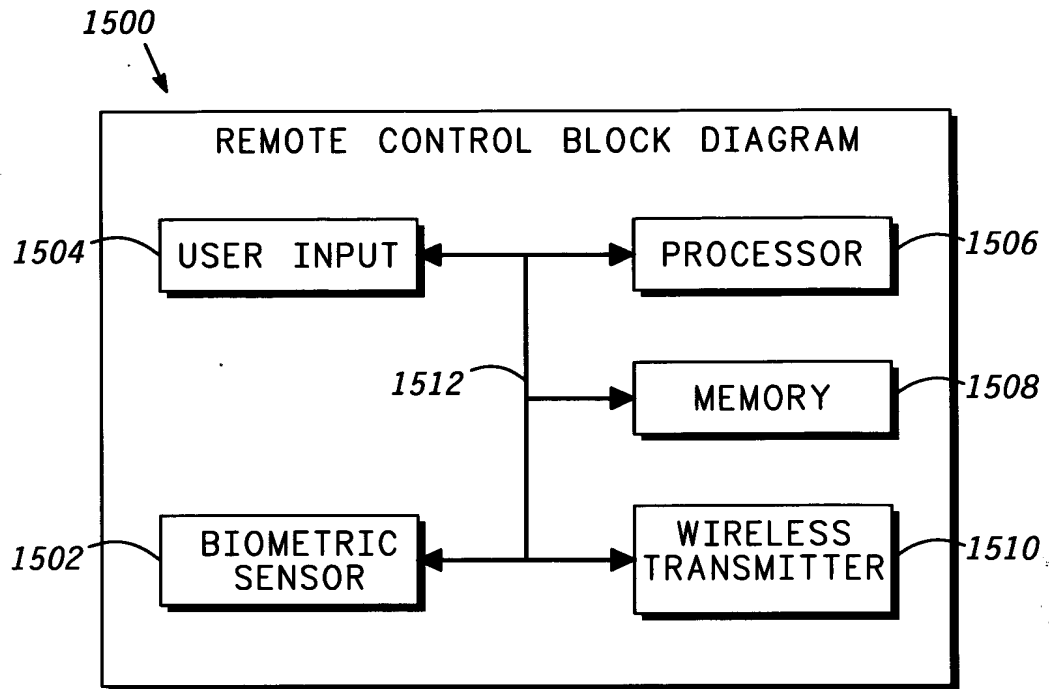 1500
REMOTE CONTROL BLOCK DIAGRAM
1504
USER INPUT
PROCESSOR
1506
1512
MEMORY
1508
1502
BIOMETRIC
SENSOR
WIRELESS
TRANSMITTER
1510